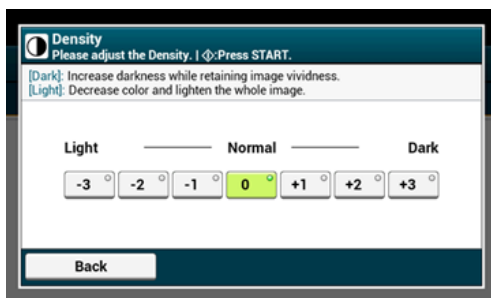 Density
Please adjust the Density. | :Press START.
[Dark]: Increase darkness while retaining image vividness.
[Light]: Decrease color and lighten the whole image.
Light Normal Dark
-3 -2 -1 0 +1 +2 +3
Back